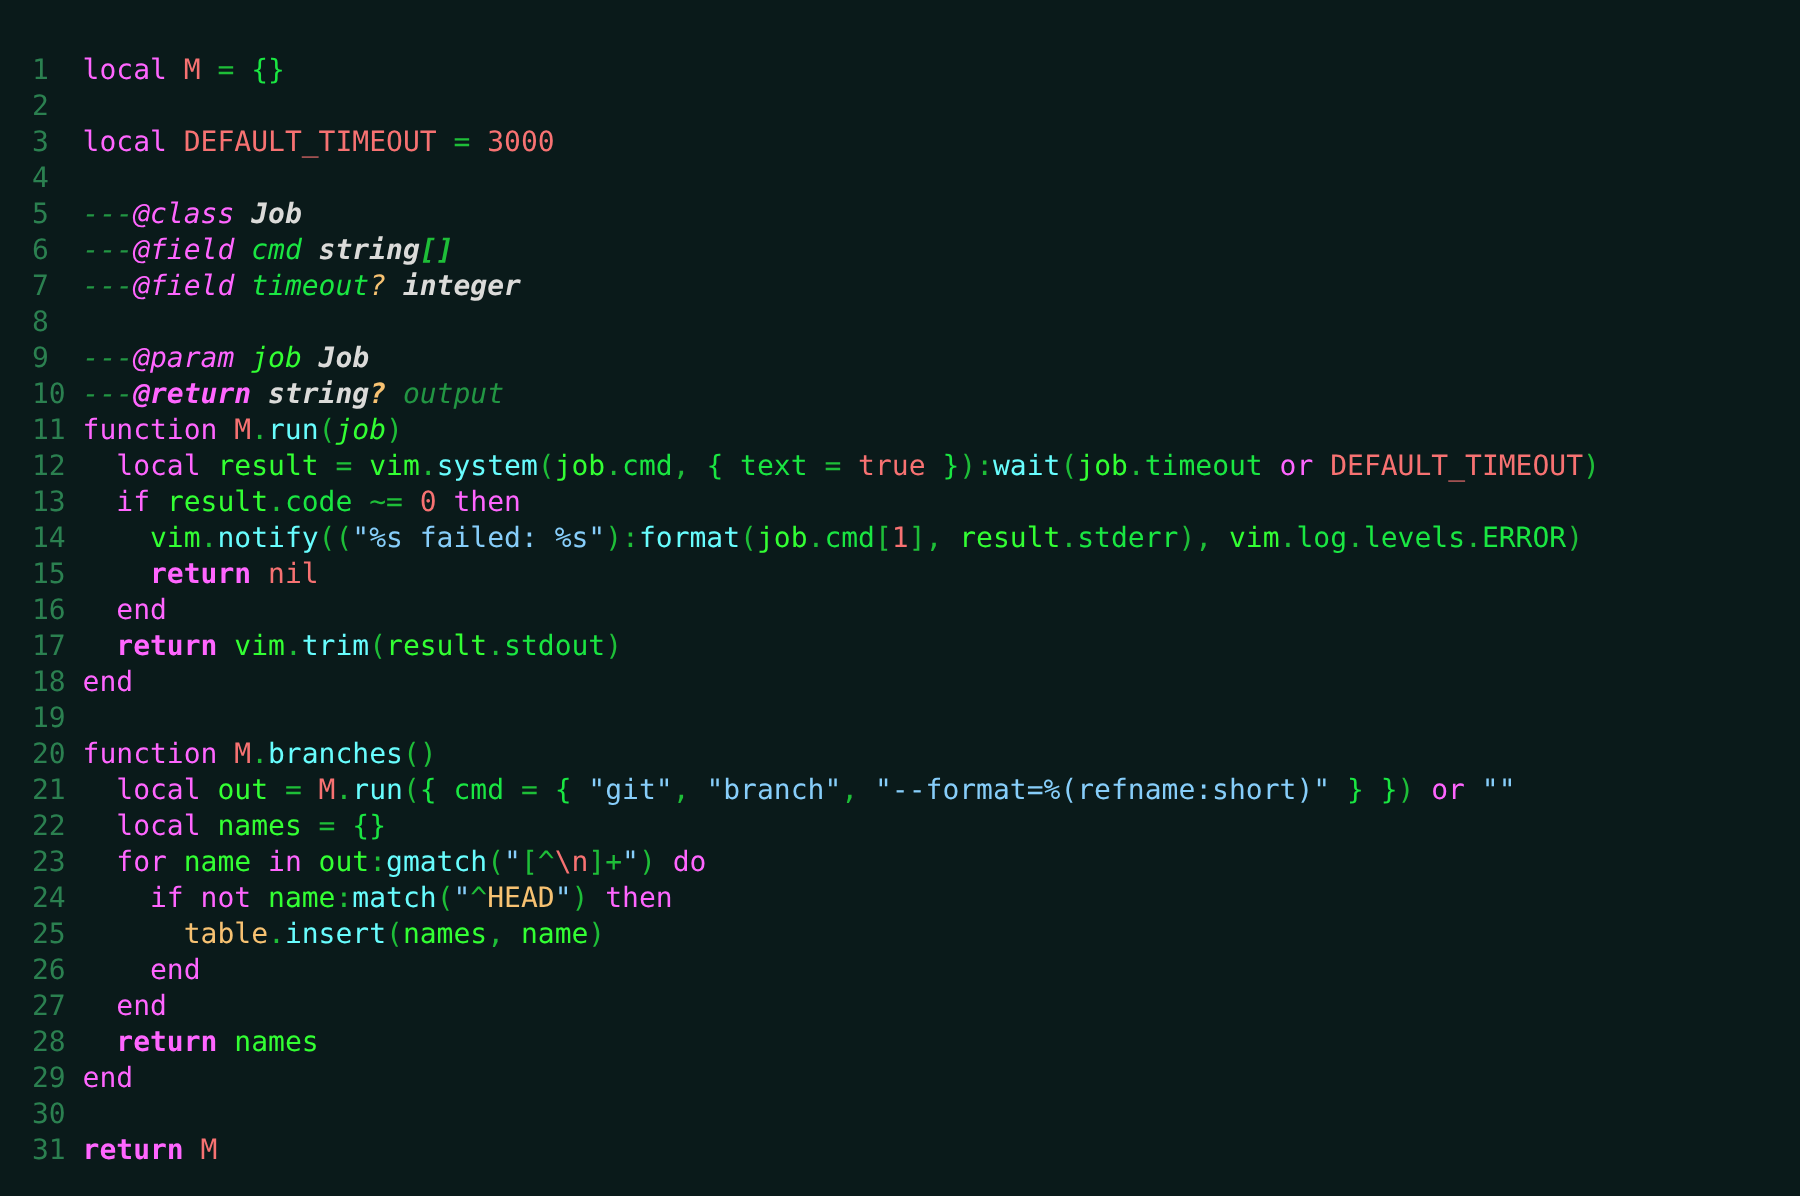 1 local M = {}
2
3 local DEFAULT_TIMEOUT = 3000
4
5 ---@class Job
6 ---@field cmd string[]
7 ---@field timeout? integer
8
9 ---@param job Job
10 ---@return string? output
11 function M.run(job)
12   local result = vim.system(job.cmd, { text = true }):wait(job.timeout or DEFAULT_TIMEOUT)
13   if result.code ~= 0 then
14     vim.notify(("%s failed: %s"):format(job.cmd[1], result.stderr), vim.log.levels.ERROR)
15     return nil
16   end
17   return vim.trim(result.stdout)
18 end
19
20 function M.branches()
21   local out = M.run({ cmd = { "git", "branch", "--format=%(refname:short)" } }) or ""
22   local names = {}
23   for name in out:gmatch("[^\n]+") do
24     if not name:match("^HEAD") then
25       table.insert(names, name)
26     end
27   end
28   return names
29 end
30
31 return M